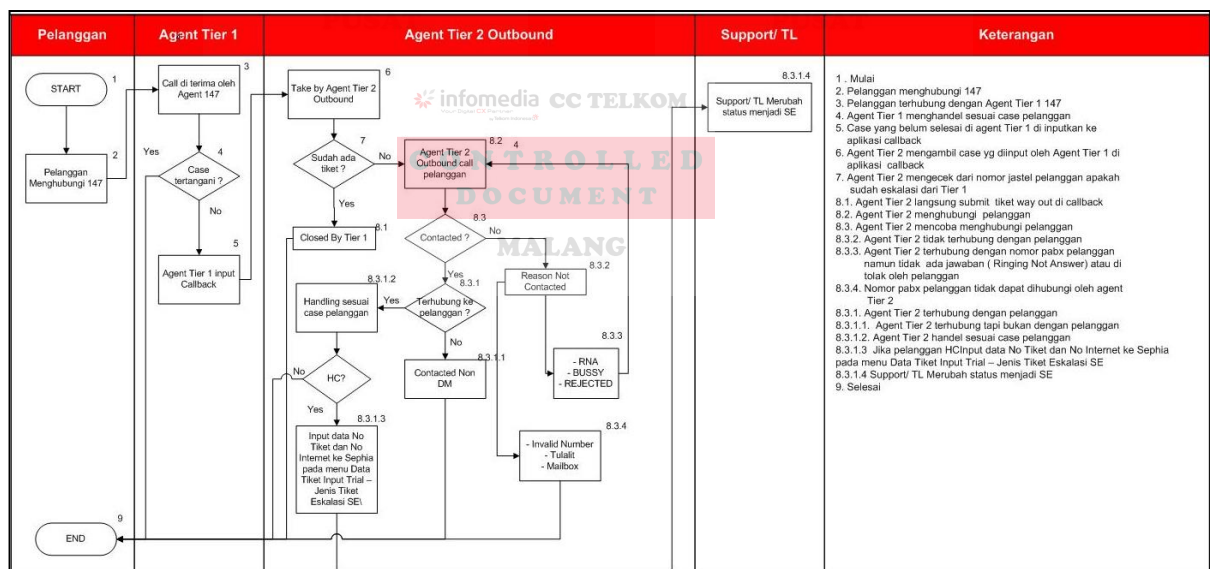 Pelanggan
Agent Tier 1
Agent Tier 2 Outbound
Support/ TL
Keterangan
START
1
Pelanggan
Menghubungi 147
2
Call di terima oleh
Agent 147
3
Case
tertangani ?
4
Yes
No
Agent Tier 1 input
Callback
5
Take by Agent Tier 2
Outbound
6
Sudah ada
tiket ?
7
No
Yes
Closed By Tier 1
8.1
Agent Tier 2
Outbound call
pelanggan
8.2
4
Contacted ?
8.3
No
Yes
Reason Not
Contacted
8.3.2
Terhubung ke
pelanggan ?
8.3.1
Yes
No
Handling sesuai
case pelanggan
8.3.1.2
HC?
No
Yes
Contacted Non
DM
8.3.1.1
- RNA
- BUSSY
- REJECTED
8.3.3
- Invalid Number
- Tulalit
- Mailbox
8.3.4
Input data No
Tiket dan No
Internet ke Sephia
pada menu Data
Tiket Input Trial –
Jenis Tiket
Eskalasi SE\
8.3.1.3
END
9
Support/ TL Merubah
status menjadi SE
8.3.1.4
infomedia CC TELKOM
CONTROLLED
DOCUMENT
MALANG
1 . Mulai
2. Pelanggan menghubungi 147
3. Pelanggan terhubung dengan Agent Tier 1 147
4. Agent Tier 1 menghandel sesuai case pelanggan
5. Case yang belum selesai di agent Tier 1 di inputkan ke
aplikasi callback
6. Agent Tier 2 mengambil case yg diinput oleh Agent Tier 1 di
aplikasi callback
7. Agent Tier 2 mengecek dari nomor jastel pelanggan apakah
sudah eskalasi dari Tier 1
8.1. Agent Tier 2 langsung submit tiket way out di callback
8.2. Agent Tier 2 menghubungi pelanggan
8.3. Agent Tier 2 mencoba menghubungi pelanggan
8.3.2. Agent Tier 2 tidak terhubung dengan pelanggan
8.3.3. Agent Tier 2 terhubung dengan nomor pabx pelanggan
namun tidak ada jawaban ( Ringing Not Answer) atau di
tolak oleh pelanggan
8.3.4. Nomor pabx pelanggan tidak dapat dihubungi oleh agent
Tier 2
8.3.1. Agent Tier 2 terhubung dengan pelanggan
8.3.1.1. Agent Tier 2 terhubung tapi bukan dengan pelanggan
8.3.1.2. Agent Tier 2 handel sesuai case pelanggan
8.3.1.3 Jika pelanggan HCInput data No Tiket dan No Internet ke Sephia
pada menu Data Tiket Input Trial – Jenis Tiket Eskalasi SE
8.3.1.4 Support/ TL Merubah status menjadi SE
9. Selesai